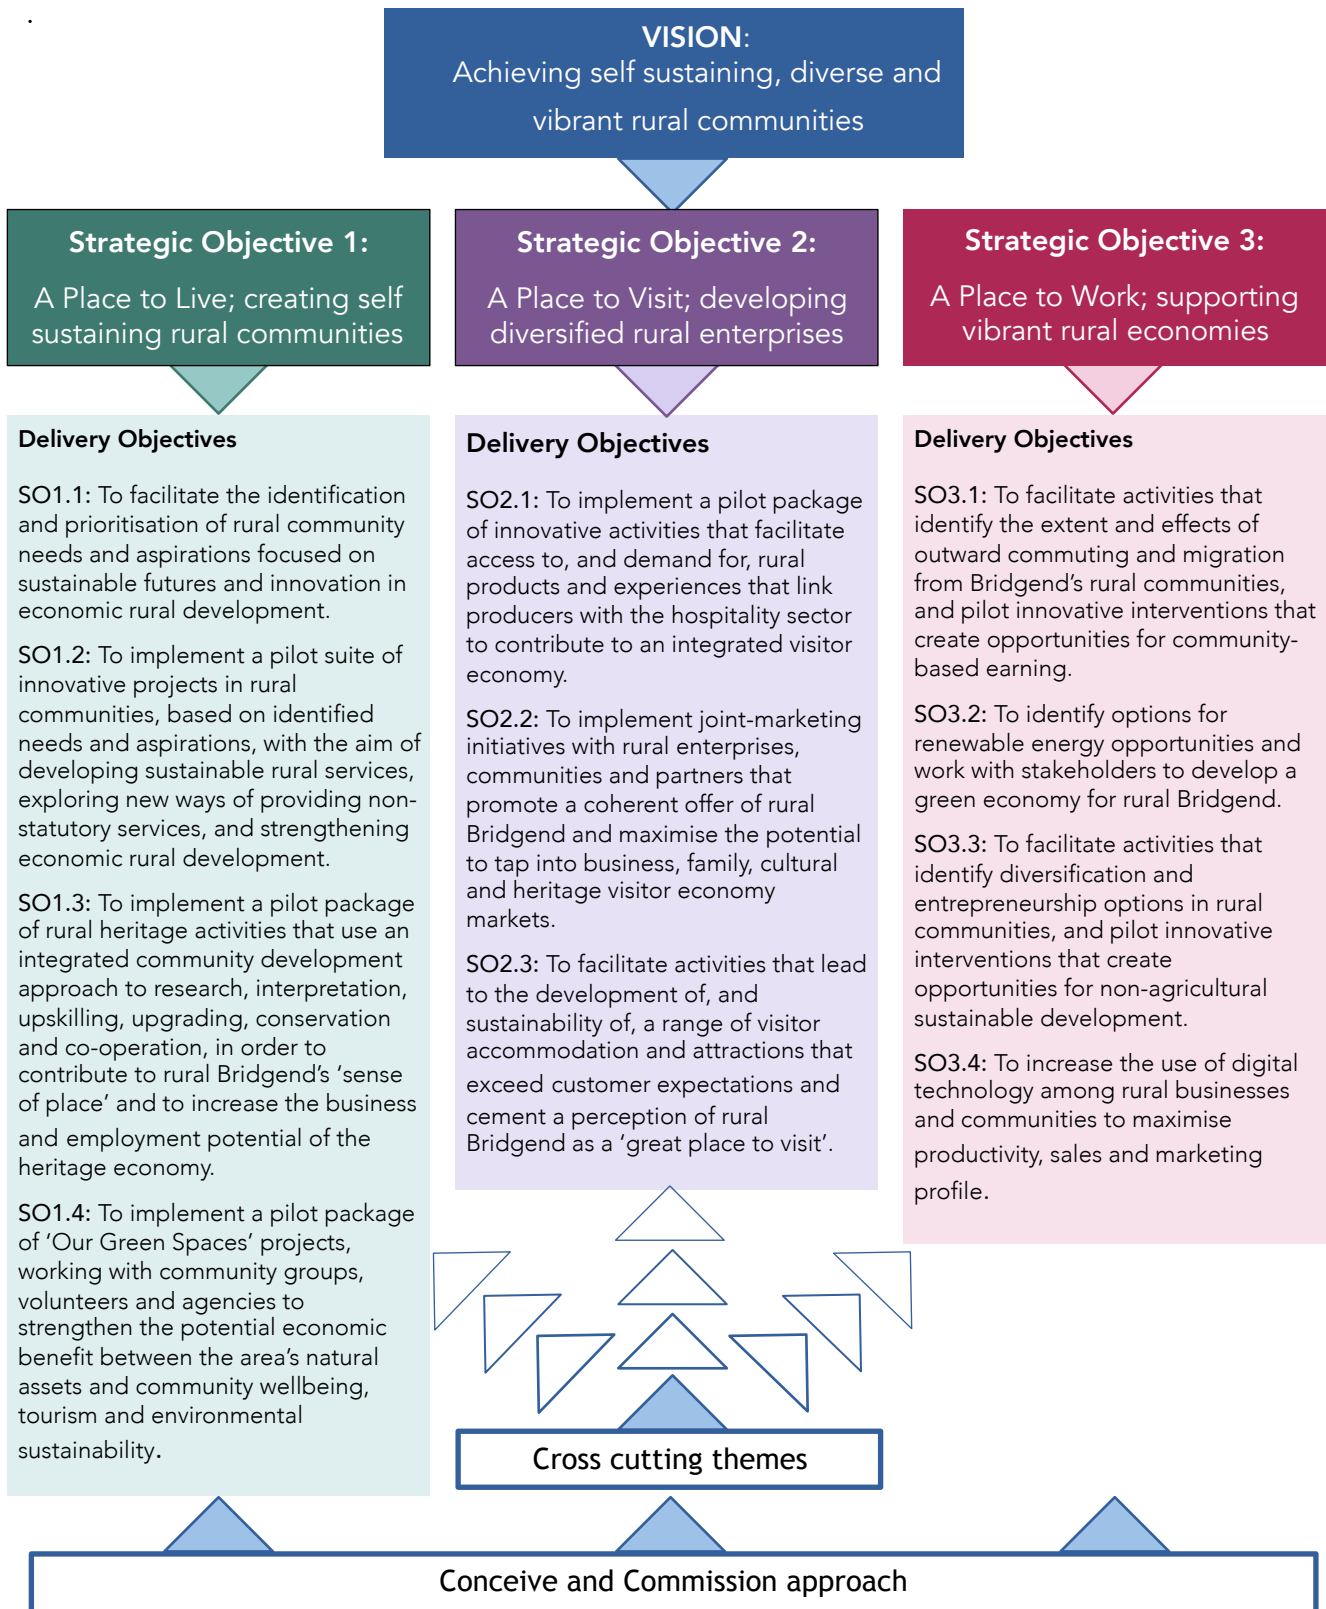 .
VISION:
Achieving self sustaining, diverse and
vibrant rural communities
Strategic Objective 1:
A Place to Live; creating self
sustaining rural communities
Strategic Objective 2:
A Place to Visit; developing
diversified rural enterprises
Strategic Objective 3:
A Place to Work; supporting
vibrant rural economies
Delivery Objectives
SO1.1: To facilitate the identification
and prioritisation of rural community
needs and aspirations focused on
sustainable futures and innovation in
economic rural development.
SO1.2: To implement a pilot suite of
innovative projects in rural
communities, based on identified
needs and aspirations, with the aim of
developing sustainable rural services,
exploring new ways of providing non-
statutory services, and strengthening
economic rural development.
SO1.3: To implement a pilot package
of rural heritage activities that use an
integrated community development
approach to research, interpretation,
upskilling, upgrading, conservation
and co-operation, in order to
contribute to rural Bridgend’s ‘sense
of place’ and to increase the business
and employment potential of the
heritage economy.
SO1.4: To implement a pilot package
of ‘Our Green Spaces’ projects,
working with community groups,
volunteers and agencies to
strengthen the potential economic
benefit between the area’s natural
assets and community wellbeing,
tourism and environmental
sustainability.
Delivery Objectives
SO2.1: To implement a pilot package
of innovative activities that facilitate
access to, and demand for, rural
products and experiences that link
producers with the hospitality sector
to contribute to an integrated visitor
economy.
SO2.2: To implement joint-marketing
initiatives with rural enterprises,
communities and partners that
promote a coherent offer of rural
Bridgend and maximise the potential
to tap into business, family, cultural
and heritage visitor economy
markets.
SO2.3: To facilitate activities that lead
to the development of, and
sustainability of, a range of visitor
accommodation and attractions that
exceed customer expectations and
cement a perception of rural
Bridgend as a ‘great place to visit’.
Delivery Objectives
SO3.1: To facilitate activities that
identify the extent and effects of
outward commuting and migration
from Bridgend’s rural communities,
and pilot innovative interventions that
create opportunities for community-
based earning.
SO3.2: To identify options for
renewable energy opportunities and
work with stakeholders to develop a
green economy for rural Bridgend.
SO3.3: To facilitate activities that
identify diversification and
entrepreneurship options in rural
communities, and pilot innovative
interventions that create
opportunities for non-agricultural
sustainable development.
SO3.4: To increase the use of digital
technology among rural businesses
and communities to maximise
productivity, sales and marketing
profile.
Cross cutting themes
Conceive and Commission approach